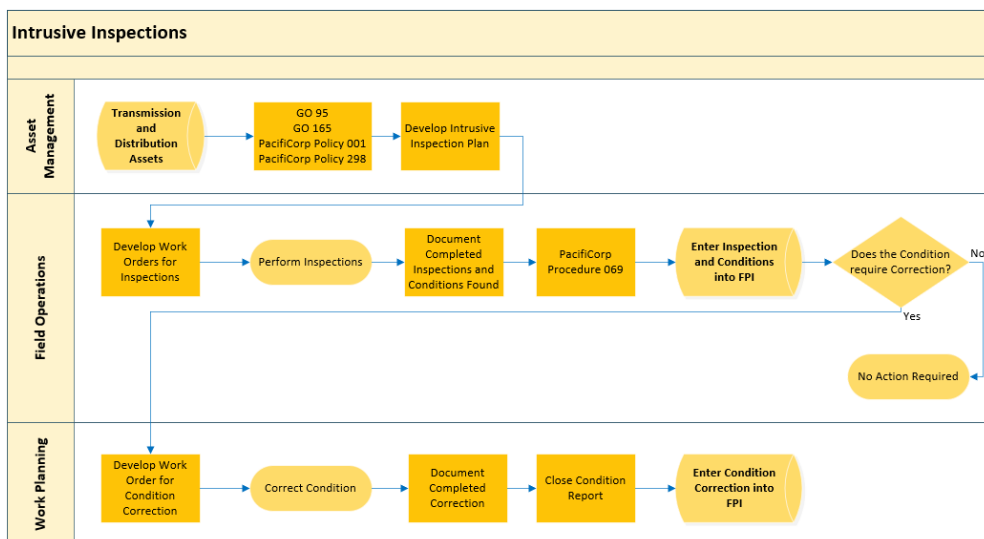 Intrusive Inspections
Asset
Management
Transmission
and
Distribution
Assets
GO 95
GO 165
PacifiCorp Policy 001
PacifiCorp Policy 298
Develop Intrusive
Inspection Plan
Field Operations
Develop Work
Orders for
Inspections
Perform Inspections
Document
Completed
Inspections and
Conditions Found
PacifiCorp
Procedure 069
Enter Inspection
and Conditions
into FPI
Does the Condition
require Correction?
No
Yes
No Action Required
Work Planning
Develop Work
Order for
Condition
Correction
Correct Condition
Document
Completed
Correction
Close Condition
Report
Enter Condition
Correction into
FPI